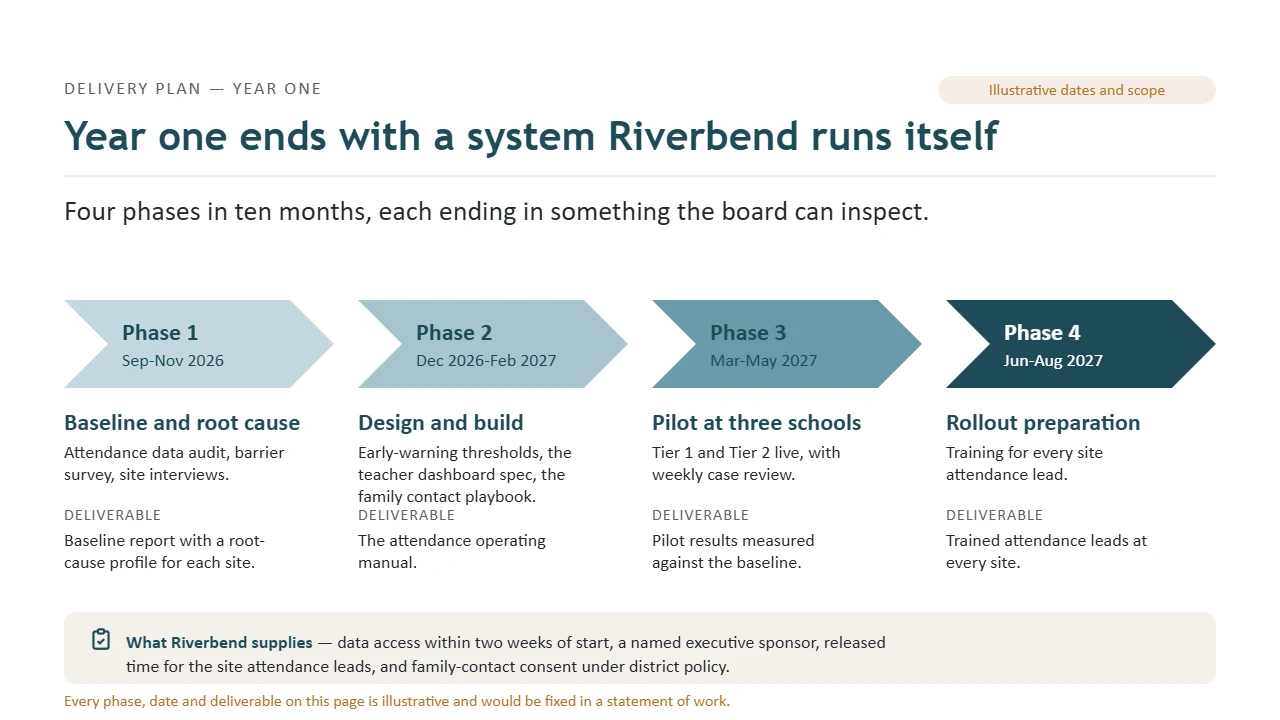 DELIVERY PLAN — YEAR ONE
Illustrative dates and scope
Year one ends with a system Riverbend runs itself
Four phases in ten months, each ending in something the board can inspect.
Phase 1
Sep-Nov 2026
Phase 2
Dec 2026-Feb 2027
Phase 3
Mar-May 2027
Phase 4
Jun-Aug 2027
Baseline and root cause
Attendance data audit, barrier
survey, site interviews.
DELIVERABLE
Baseline report with a root-
cause profile for each site.
Design and build
Early-warning thresholds, the
teacher dashboard spec, the
family contact playbook.
DELIVERABLE
The attendance operating
manual.
Pilot at three schools
Tier 1 and Tier 2 live, with
weekly case review.
DELIVERABLE
Pilot results measured
against the baseline.
Rollout preparation
Training for every site
attendance lead.
DELIVERABLE
Trained attendance leads at
every site.
What Riverbend supplies — data access within two weeks of start, a named executive sponsor, released
time for the site attendance leads, and family-contact consent under district policy.
Every phase, date and deliverable on this page is illustrative and would be fixed in a statement of work.